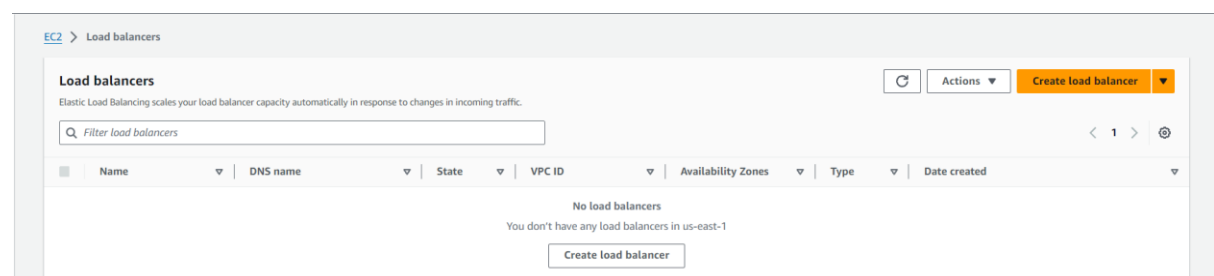 EC2 > Load balancers
Load balancers
Actions
Create load balancer
Elastic Load Balancing scales your load balancer capacity automatically in response to changes in incoming traffic.
Filter load balancers
< 1 >
Name DNS name State VPC ID Availability Zones Type Date created
No load balancers
You don't have any load balancers in us-east-1
Create load balancer